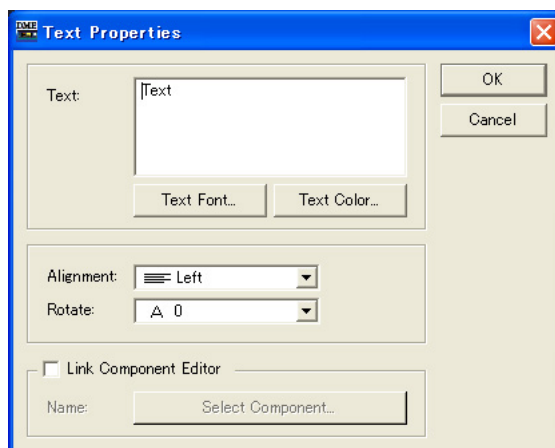 DME Text Properties
Text:
Text
OK
Cancel
Text Font... Text Color...
Alignment: Left
Rotate: A 0
Link Component Editor
Name: Select Component...